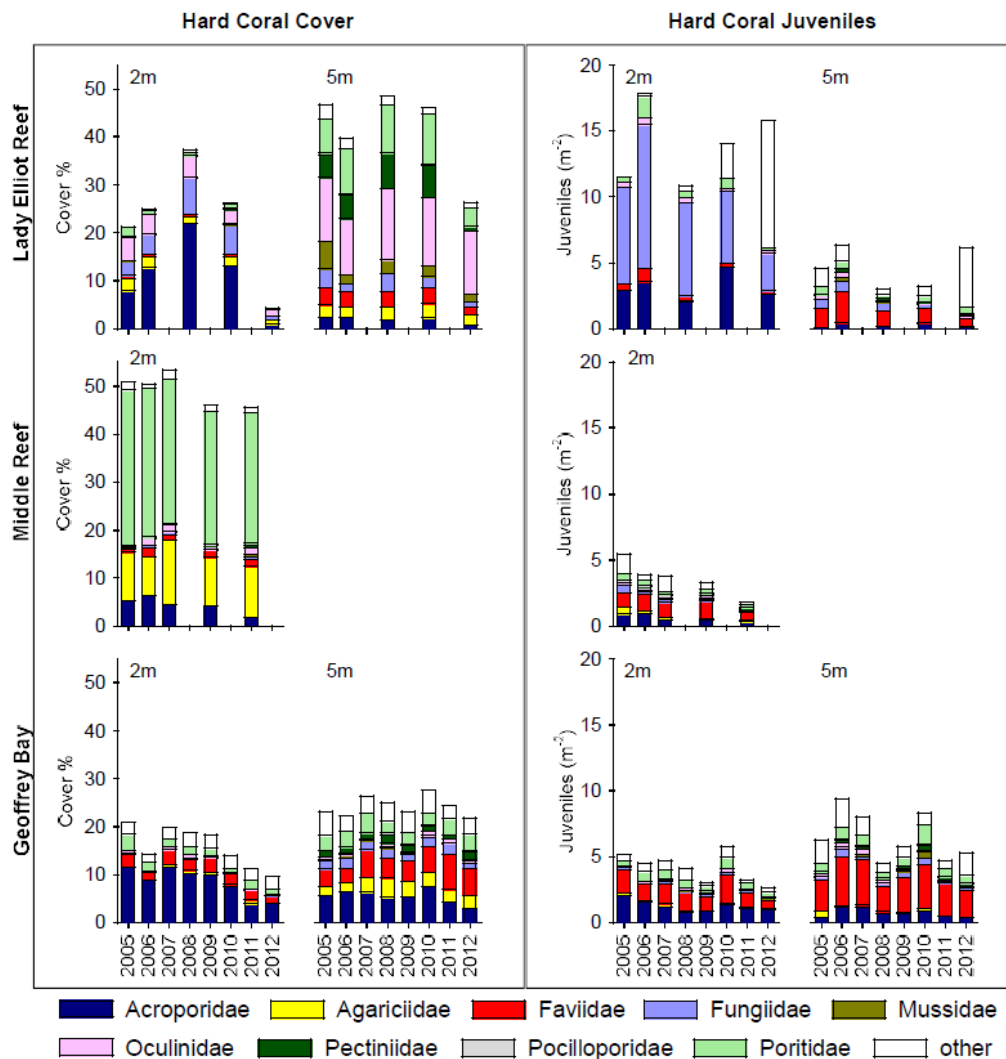 Hard Coral Cover
Hard Coral Juveniles
Lady Elliot Reef
Cover %
50
40
30
20
10
0
2m
5m
Juveniles (m-2)
20
15
10
5
0
2m
5m
Middle Reef
Cover %
50
40
30
20
10
0
2m
Juveniles (m-2)
20
15
10
5
0
2m
Geoffrey Bay
Cover %
50
40
30
20
10
0
2m
5m
Juveniles (m-2)
20
15
10
5
0
2m
5m
2005 2006 2007 2008 2009 2010 2011 2012
2005 2006 2007 2008 2009 2010 2011 2012
2005 2006 2007 2008 2009 2010 2011 2012
2005 2006 2007 2008 2009 2010 2011 2012
Acroporidae Agariciidae Faviidae Fungiidae Mussidae
Oculinidae Pectiniidae Pocilloporidae Poritidae other